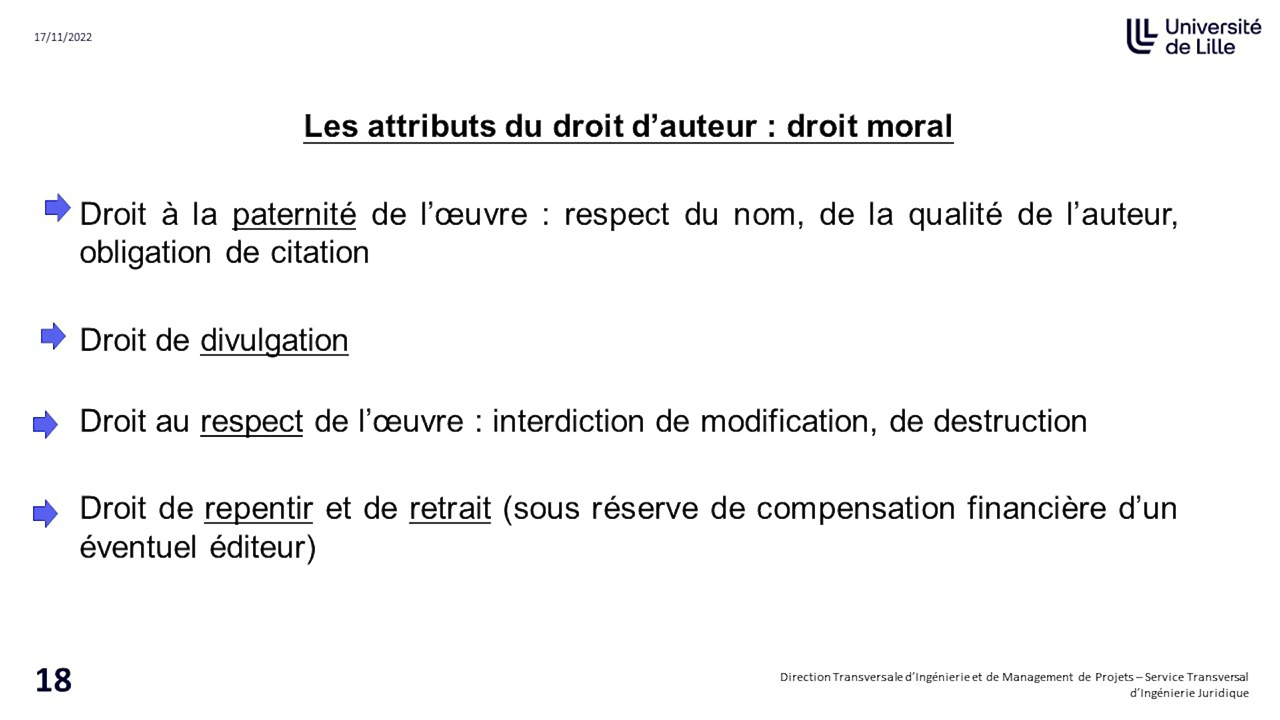 17/11/2022
Université
de Lille
Les attributs du droit d’auteur : droit moral
Droit à la paternité de l’œuvre : respect du nom, de la qualité de l’auteur,
obligation de citation
Droit de divulgation
Droit au respect de l’œuvre : interdiction de modification, de destruction
Droit de repentir et de retrait (sous réserve de compensation financière d’un
éventuel éditeur)
18
Direction Transversale d’Ingénierie et de Management de Projets – Service Transversal
d’Ingénierie Juridique